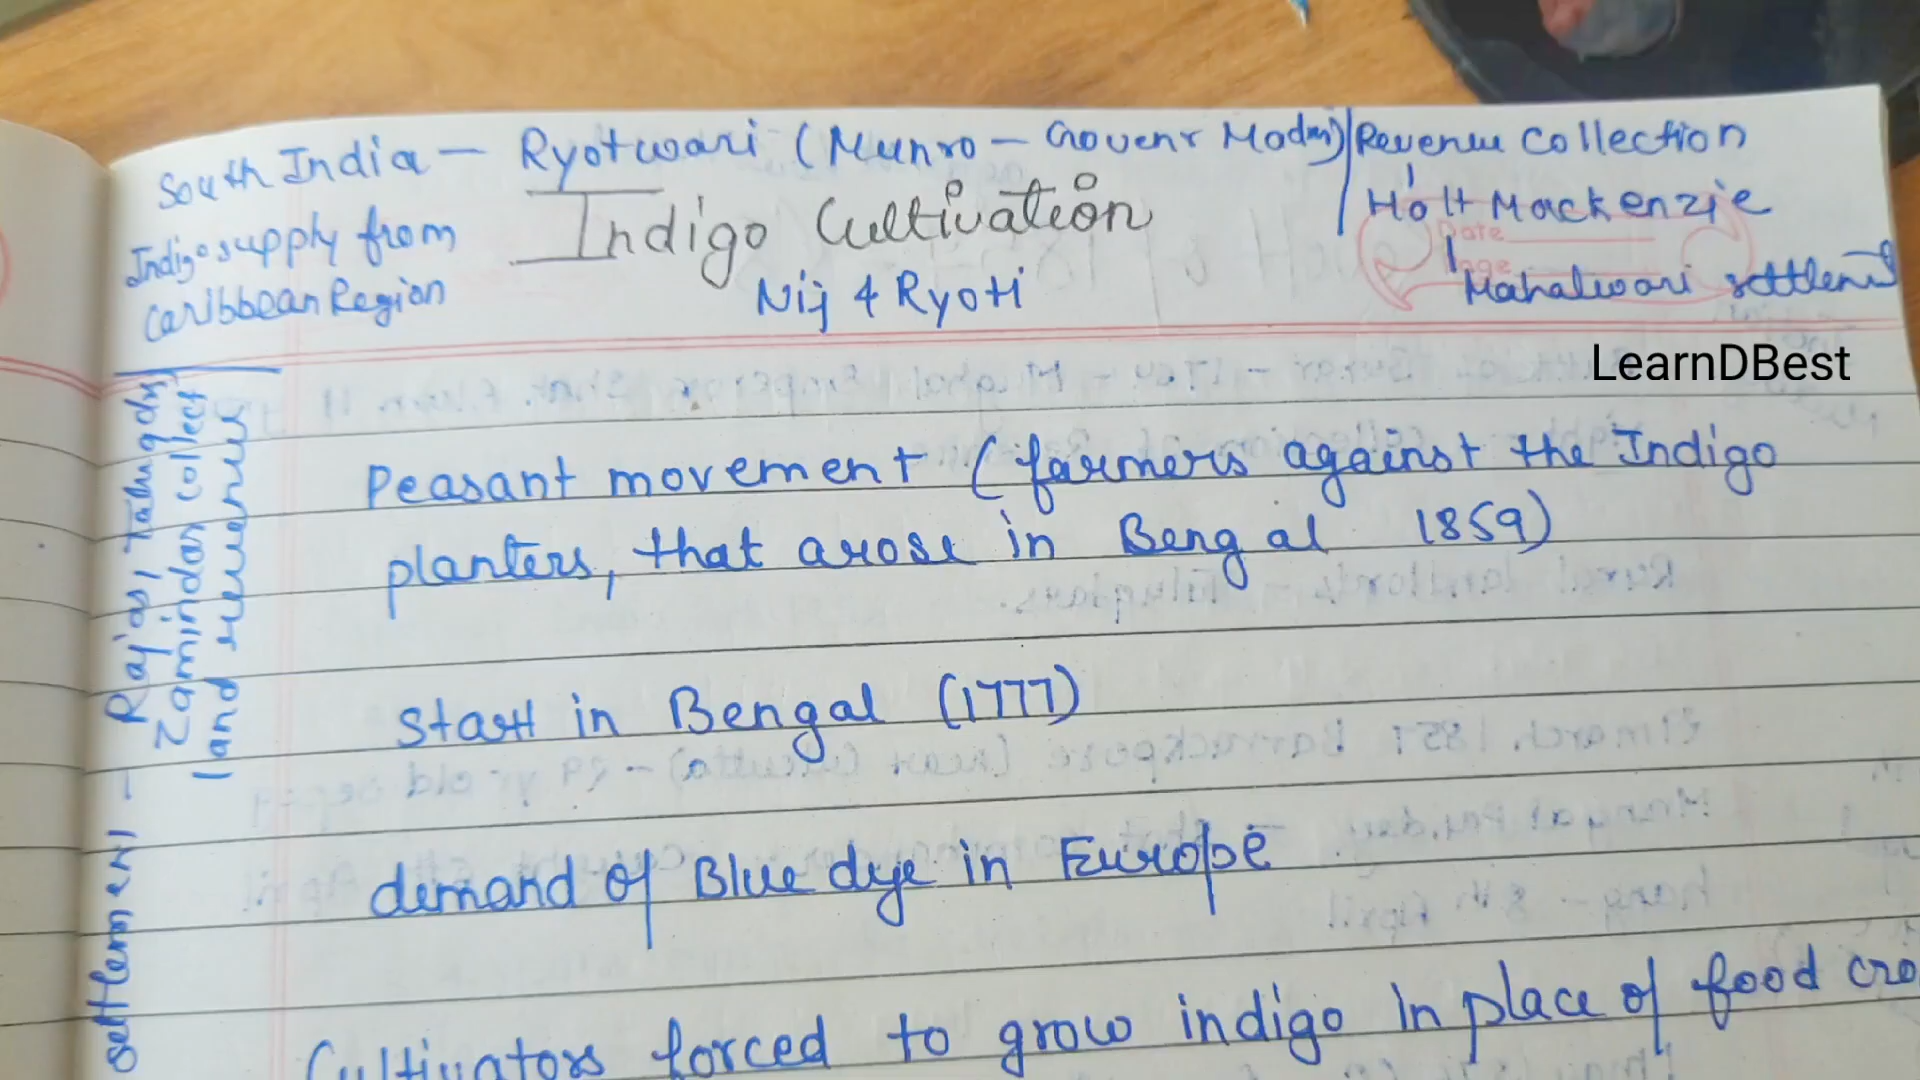 South India — Ryotwari (Munro — Govenr Madras)
Revenue Collection
Holt Mackenzie
Mahalwari settlement
Indigo supply from
Caribbean Region
Indigo Cultivation
Nij & Ryoti
Date
Page
LearnDBest
Peasant movement (farmers against the Indigo
planters, that arose in Bengal 1859)
start in Bengal (1777)
demand of Blue dye in Europe
Cultivators forced to grow indigo in place of food cro
settlement - Rajas, Taluqdar
Zamindar collect
land revenue